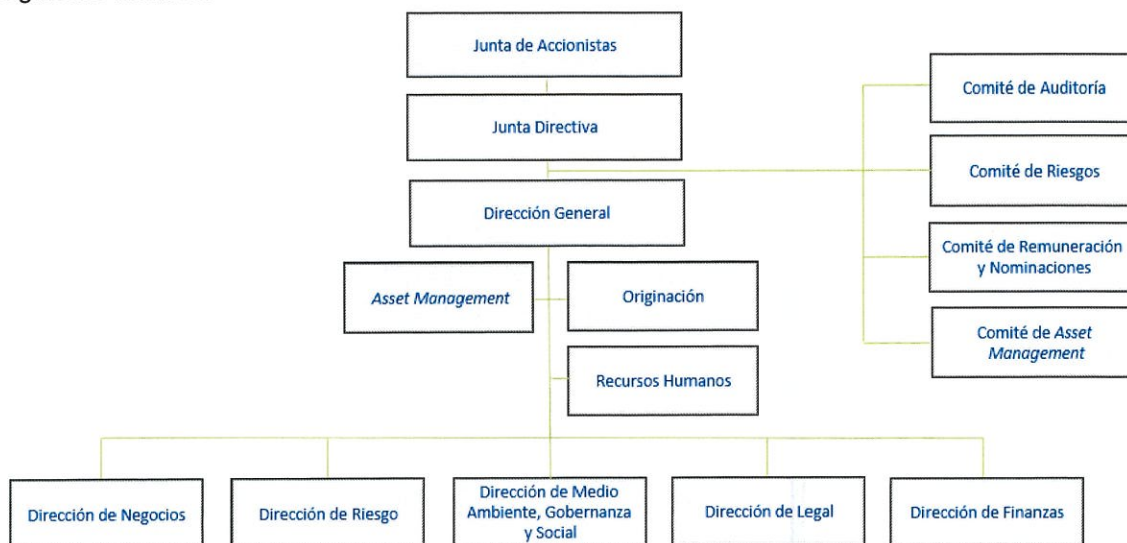 Junta de Accionistas
Comité de Auditoría
Junta Directiva
Comité de Riesgos
Dirección General
Comité de Remuneración
y Nominaciones
Asset Management
Originación
Comité de Asset
Management
Recursos Humanos
Dirección de Negocios
Dirección de Riesgo
Dirección de Medio
Ambiente, Gobernanza
y Social
Dirección de Legal
Dirección de Finanzas